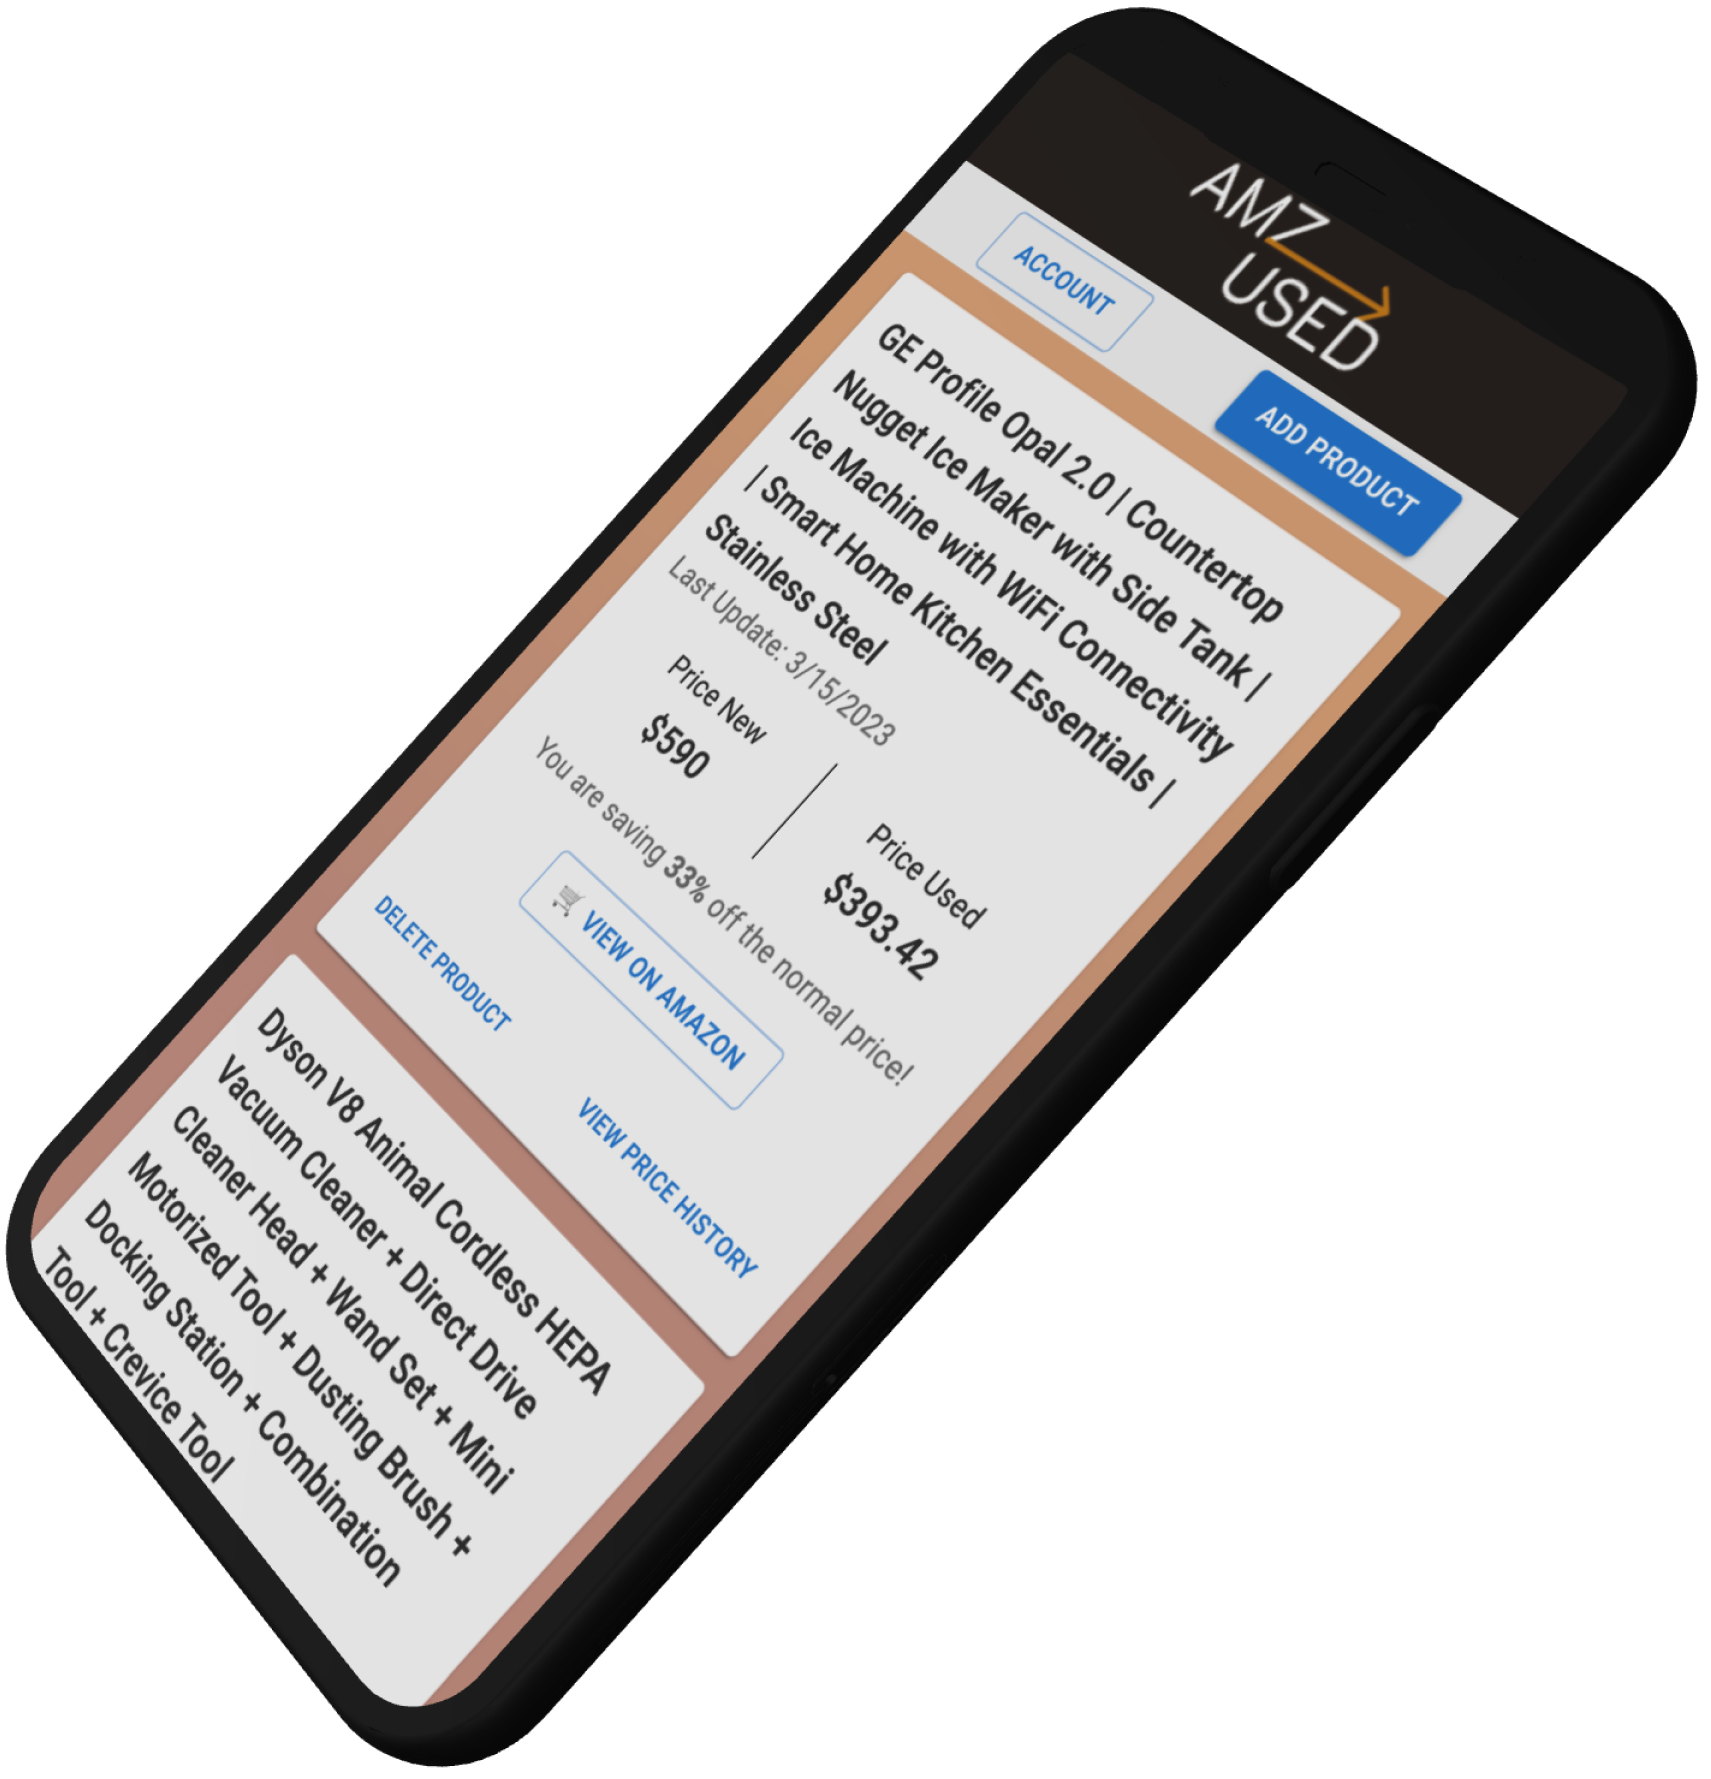 AMZ
USED
ACCOUNT
ADD PRODUCT
GE Profile Opal 2.0 | Countertop
Nugget Ice Maker with Side Tank |
Ice Machine with WiFi Connectivity
| Smart Home Kitchen Essentials |
Stainless Steel
Last Update: 3/15/2023
Price New
$590
Price Used
$393.42
You are saving 33% off the normal price!
VIEW ON AMAZON
DELETE PRODUCT
VIEW PRICE HISTORY
Dyson V8 Animal Cordless HEPA
Vacuum Cleaner + Direct Drive
Cleaner Head + Wand Set + Mini
Motorized Tool + Dusting Brush +
Docking Station + Combination
Tool + Crevice Tool